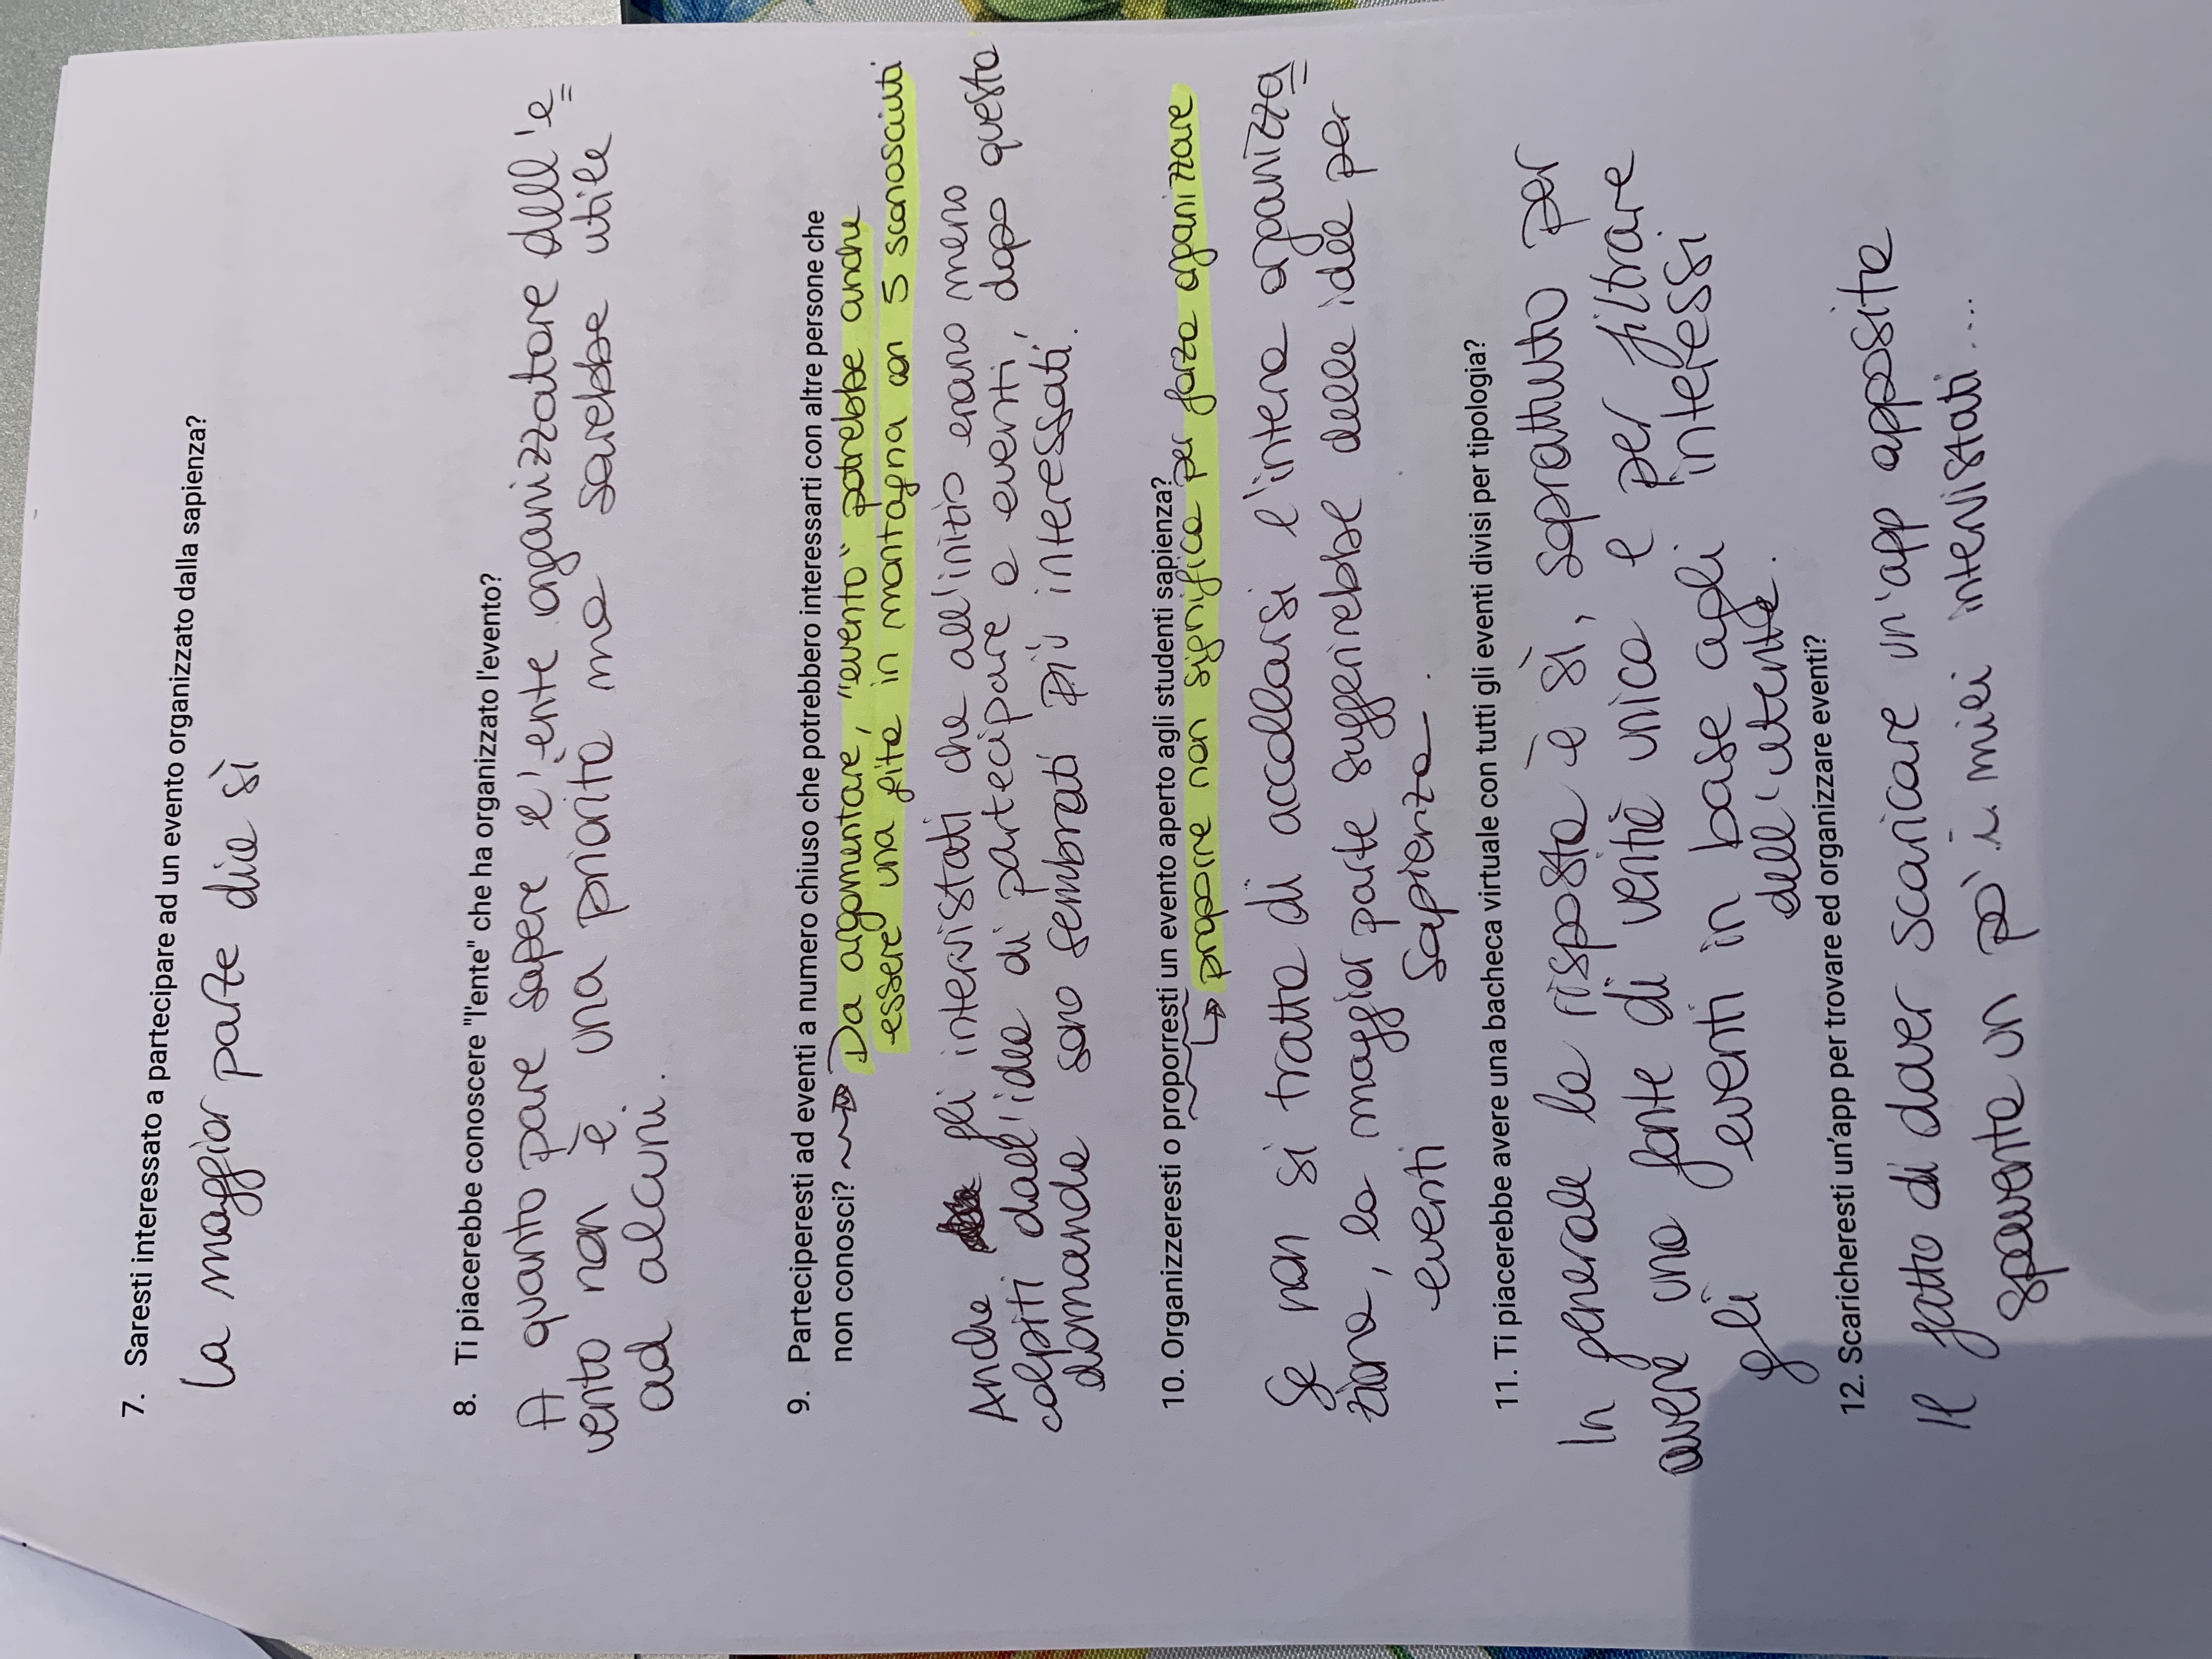 7. Saresti interessato a partecipare ad un evento organizzato dalla sapienza?
la maggior parte dice sì
8. Ti piacerebbe conoscere "l'ente" che ha organizzato l'evento?
A quanto pare sapere l'ente organizzatore dell'e
vento non è una priorità ma sarebbe utile
ad alcuni.
9. Parteciperesti ad eventi a numero chiuso che potrebbero interessarti con altre persone che
non conosci? Da argomentare, "evento" potrebbe anche
essere una gita in montagna con 5 sconosciuti
Anche gli intervistati che all'inizio erano meno
colpiti dall'idea di partecipare a eventi, dopo questa
domanda sono sembrati più interessati.
10. Organizzeresti o proporresti un evento aperto agli studenti sapienza?
proporre non significa per forza organizzare
Se non si tratta di accollarsi l'intera organizza
zione, la maggior parte suggerirebbe delle idee per
eventi Sapienza.
11. Ti piacerebbe avere una bacheca virtuale con tutti gli eventi divisi per tipologia?
In generale la risposta è sì, soprattutto per
avere una fonte di verità unica e per filtrare
gli eventi in base agli interessi
dell'utente.
12. Scaricheresti un'app per trovare ed organizzare eventi?
Il fatto di dover scaricare un'app apposita
spaventa un pò i miei intervistati....